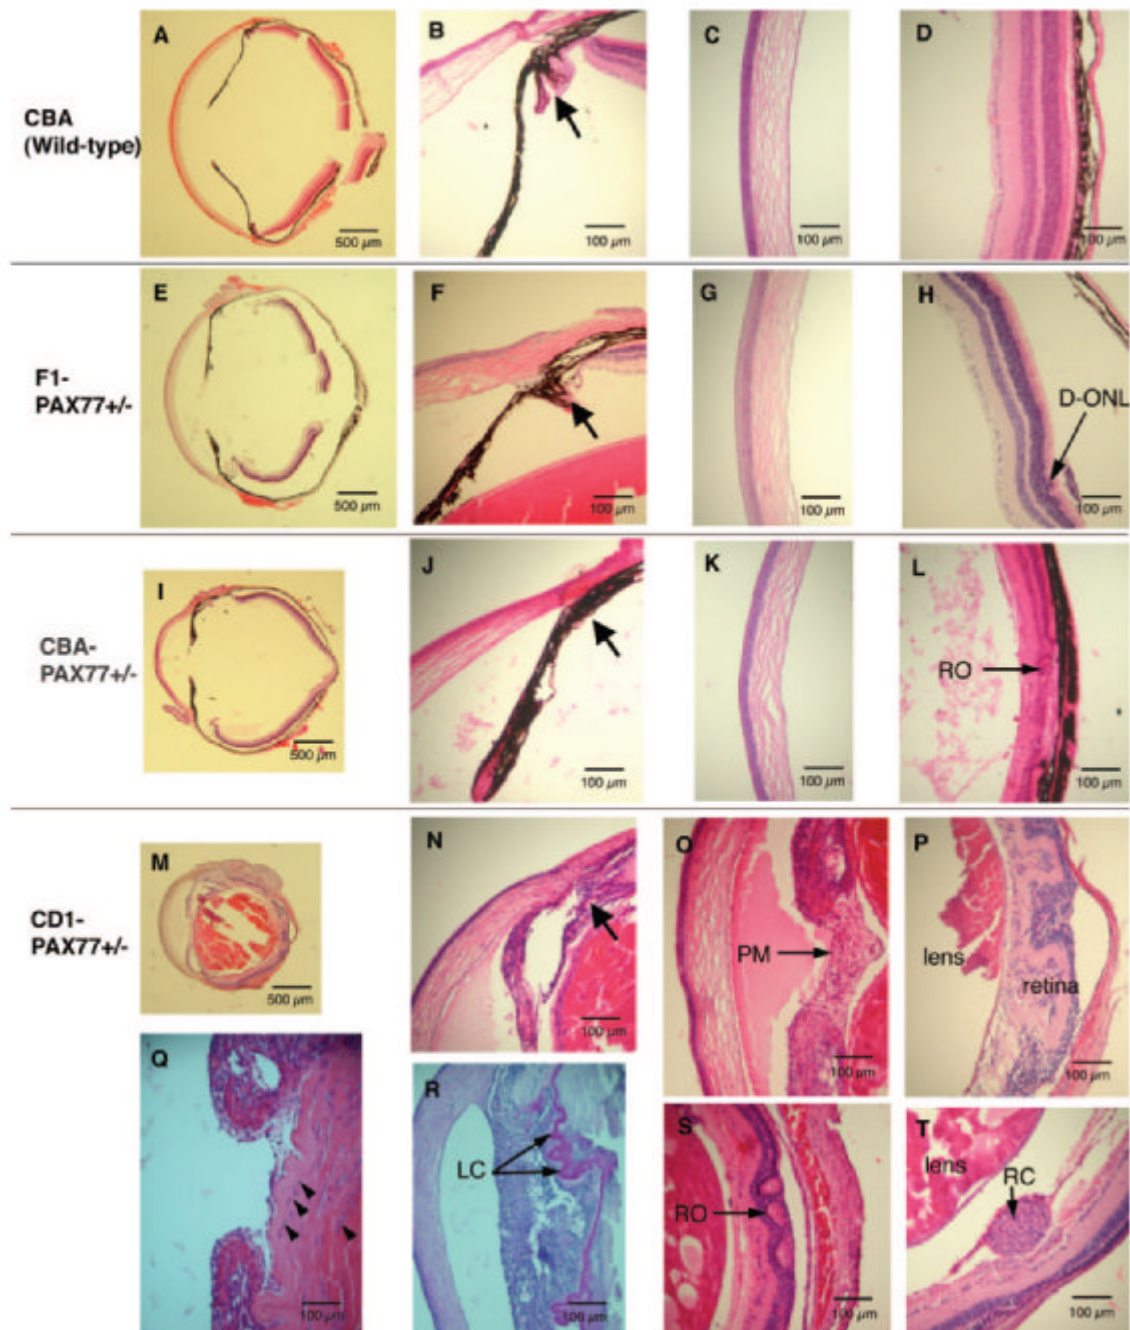 A
B
C
D
CBA
(Wild-type)
500 µm
100 µm
100 µm
100 µm
E
F
G
H
F1-
PAX77+/-
D-ONL
500 µm
100 µm
100 µm
100 µm
I
J
K
L
CBA-
PAX77+/-
RO
500 µm
100 µm
100 µm
100 µm
M
N
O
P
CD1-
PAX77+/-
PM
lens
retina
500 µm
100 µm
100 µm
100 µm
Q
R
S
T
LC
RO
lens
RC
100 µm
100 µm
100 µm
100 µm